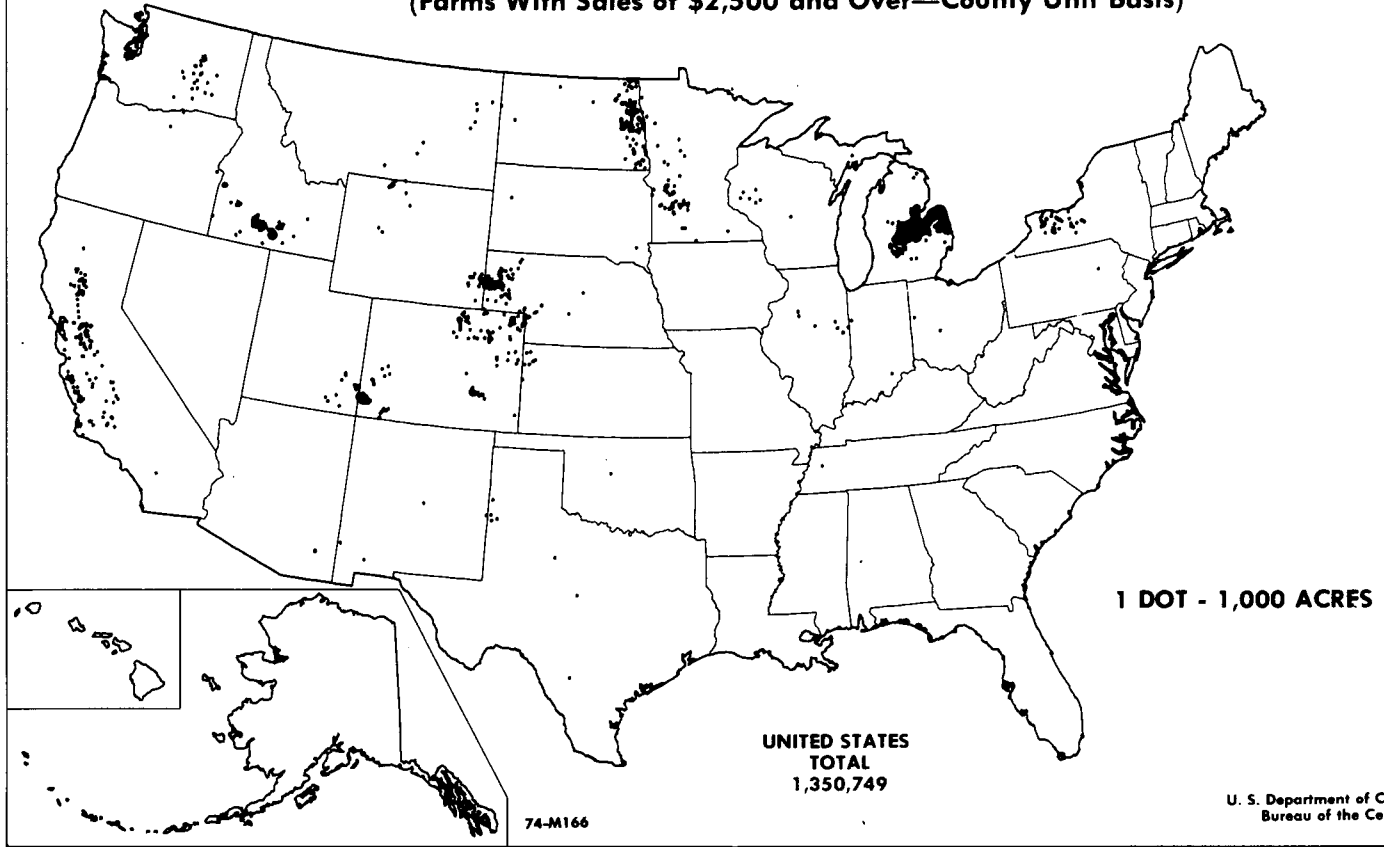 (Farms With Sales of $2,500 and Over—County Unit Basis)
1 DOT - 1,000 ACRES
UNITED STATES
TOTAL
1,350,749
74-M166
U. S. Department of C
Bureau of the Ce